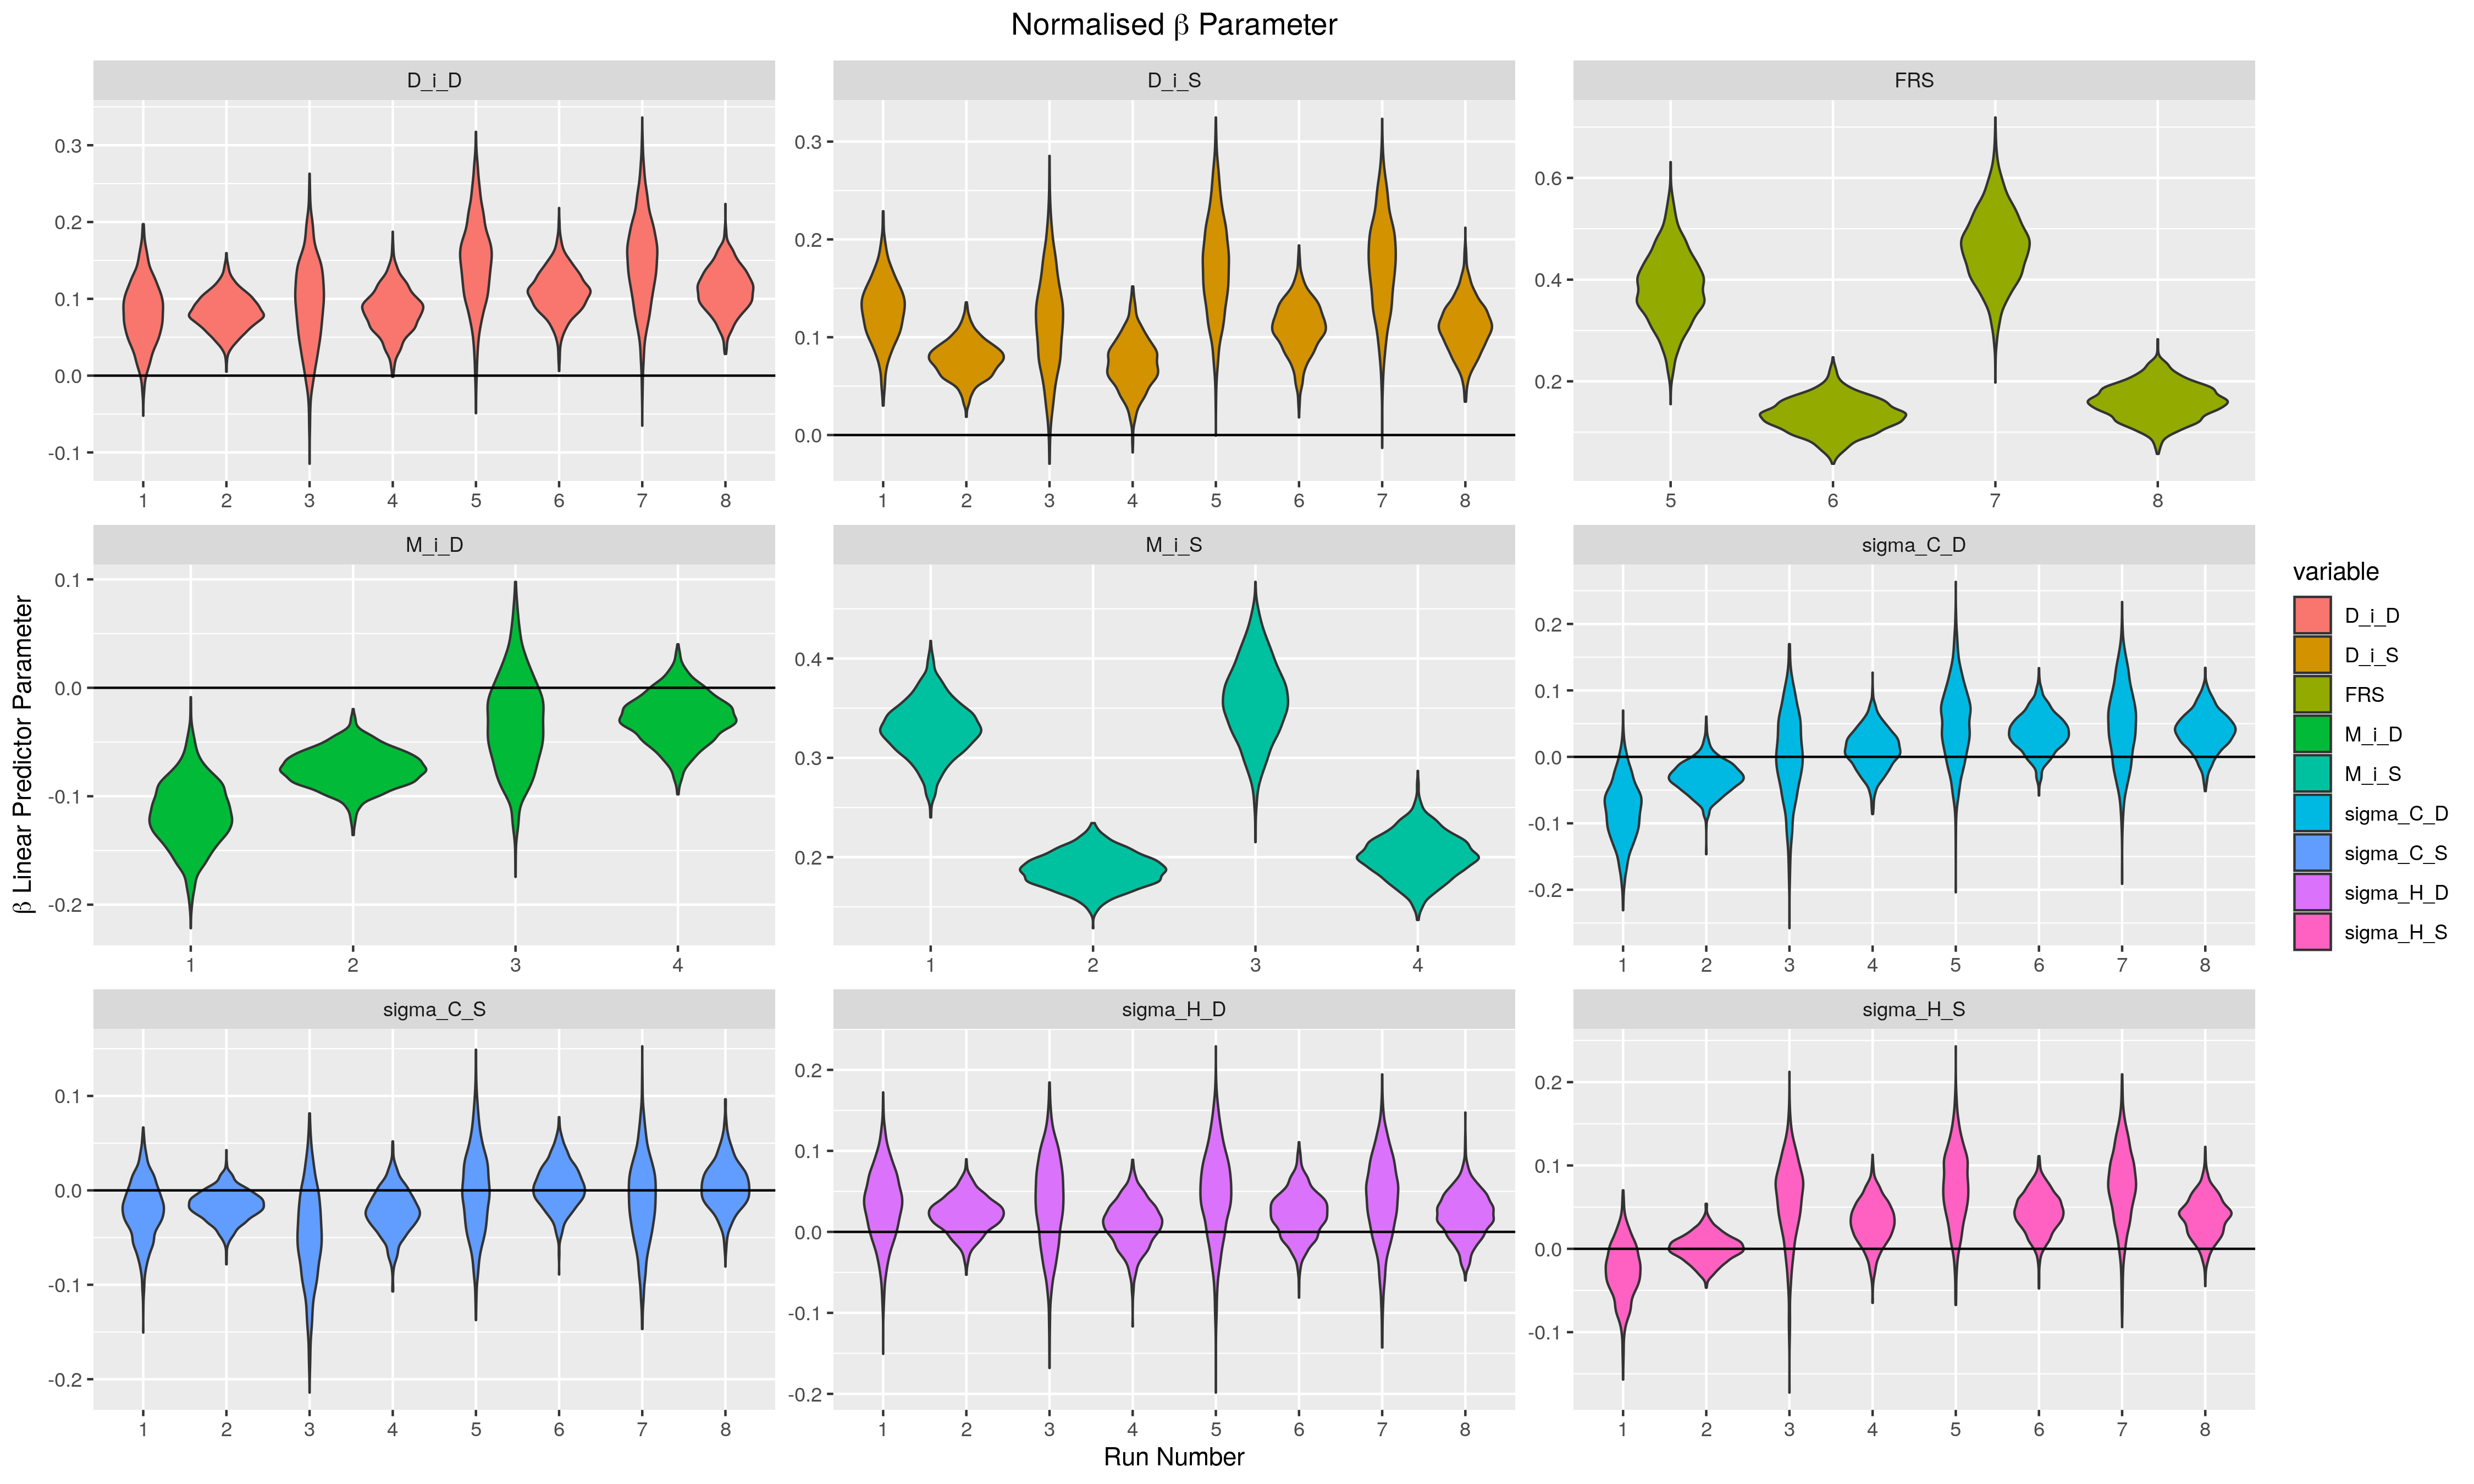 Normalised β Parameter
D_i_D
D_i_S
FRS
0.3
0.2
0.1
0.0
-0.1
1 2 3 4 5 6 7 8
0.3
0.2
0.1
0.0
1 2 3 4 5 6 7 8
0.6
0.4
0.2
5 6 7 8
M_i_D
M_i_S
sigma_C_D
0.1
0.0
-0.1
-0.2
1 2 3 4
0.4
0.3
0.2
1 2 3 4
0.2
0.1
0.0
-0.1
-0.2
1 2 3 4 5 6 7 8
sigma_C_S
sigma_H_D
sigma_H_S
0.1
0.0
-0.1
-0.2
1 2 3 4 5 6 7 8
0.2
0.1
0.0
-0.1
-0.2
1 2 3 4 5 6 7 8
0.2
0.1
0.0
-0.1
1 2 3 4 5 6 7 8
β Linear Predictor Parameter
Run Number
variable
D_i_D
D_i_S
FRS
M_i_D
M_i_S
sigma_C_D
sigma_C_S
sigma_H_D
sigma_H_S